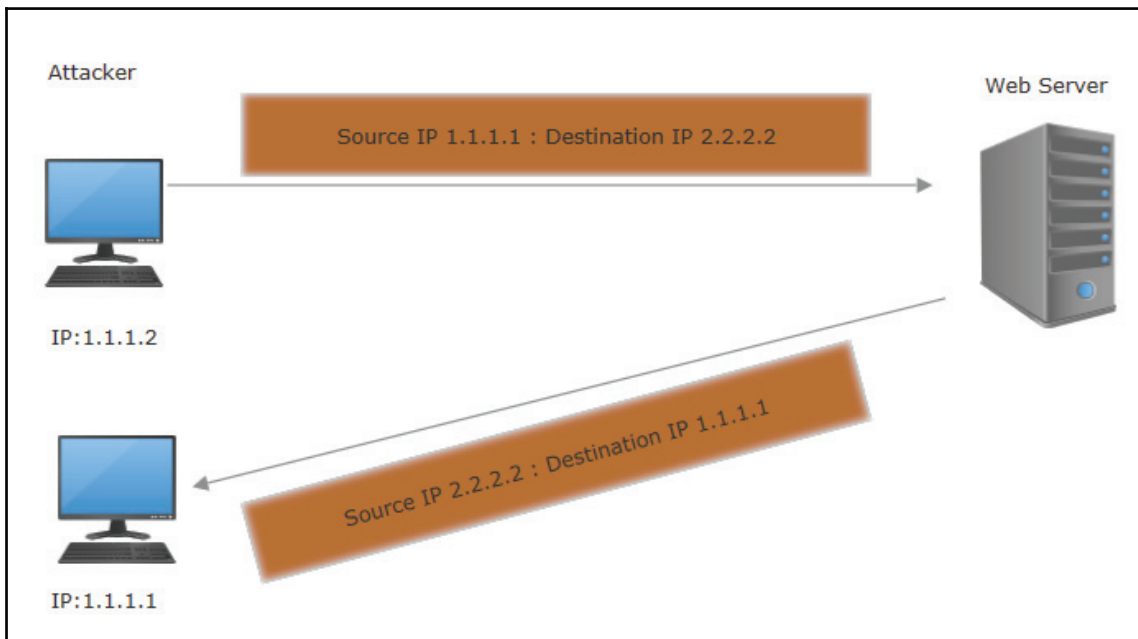 Attacker
Web Server
Source IP 1.1.1.1 : Destination IP 2.2.2.2
IP:1.1.1.2
Source IP 2.2.2.2 : Destination IP 1.1.1.1
IP:1.1.1.1